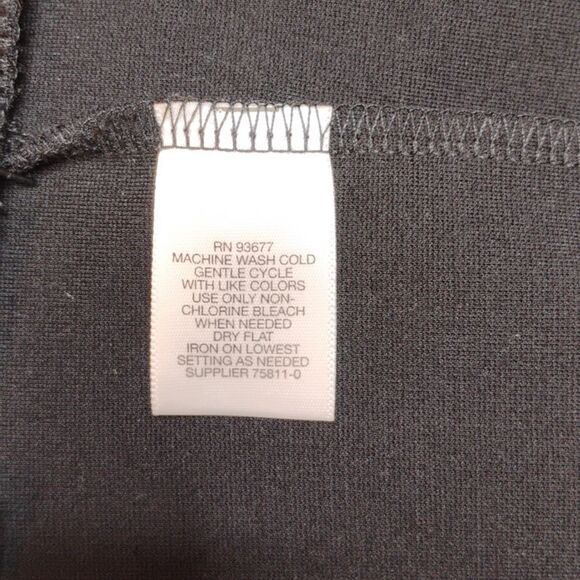 RN 93677
MACHINE WASH COLD
GENTLE CYCLE
WITH LIKE COLORS
USE ONLY NON-
CHLORINE BLEACH
WHEN NEEDED
DRY FLAT
IRON ON LOWEST
SETTING AS NEEDED
SUPPLIER 75811-0